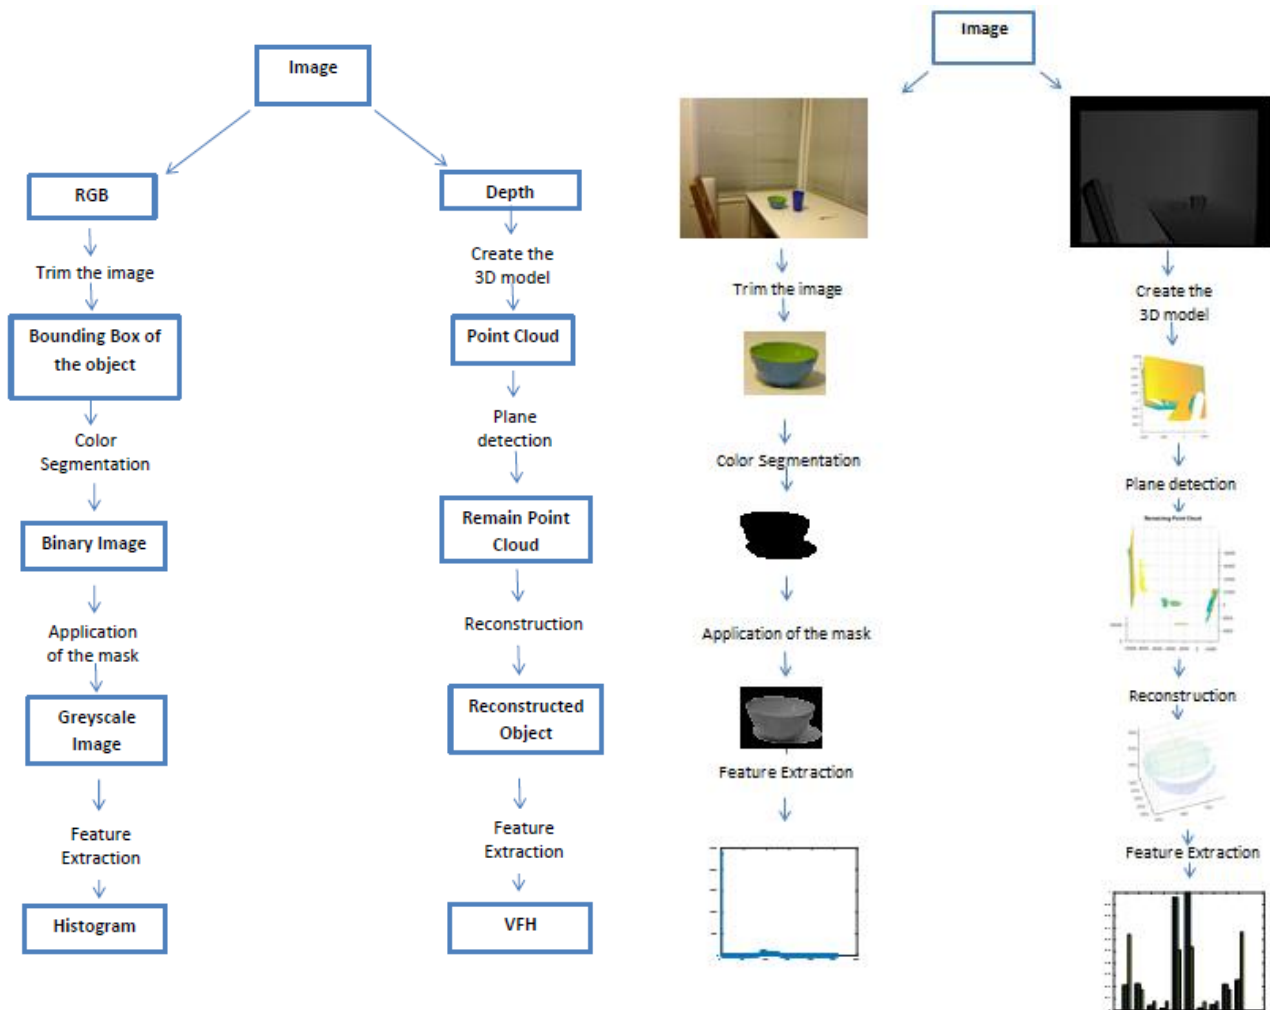 Image
RGB
Trim the image
Bounding Box of
the object
Color
Segmentation
Binary Image
Application
of the mask
Greyscale
Image
Feature
Extraction
Histogram
Depth
Create the
3D model
Point Cloud
Plane
detection
Remain Point
Cloud
Reconstruction
Reconstructed
Object
Feature
Extraction
VFH
Image
Trim the image
Color Segmentation
Application of the mask
Feature Extraction
Create the
3D model
Plane detection
Remaining Point Cloud
Reconstruction
Feature Extraction